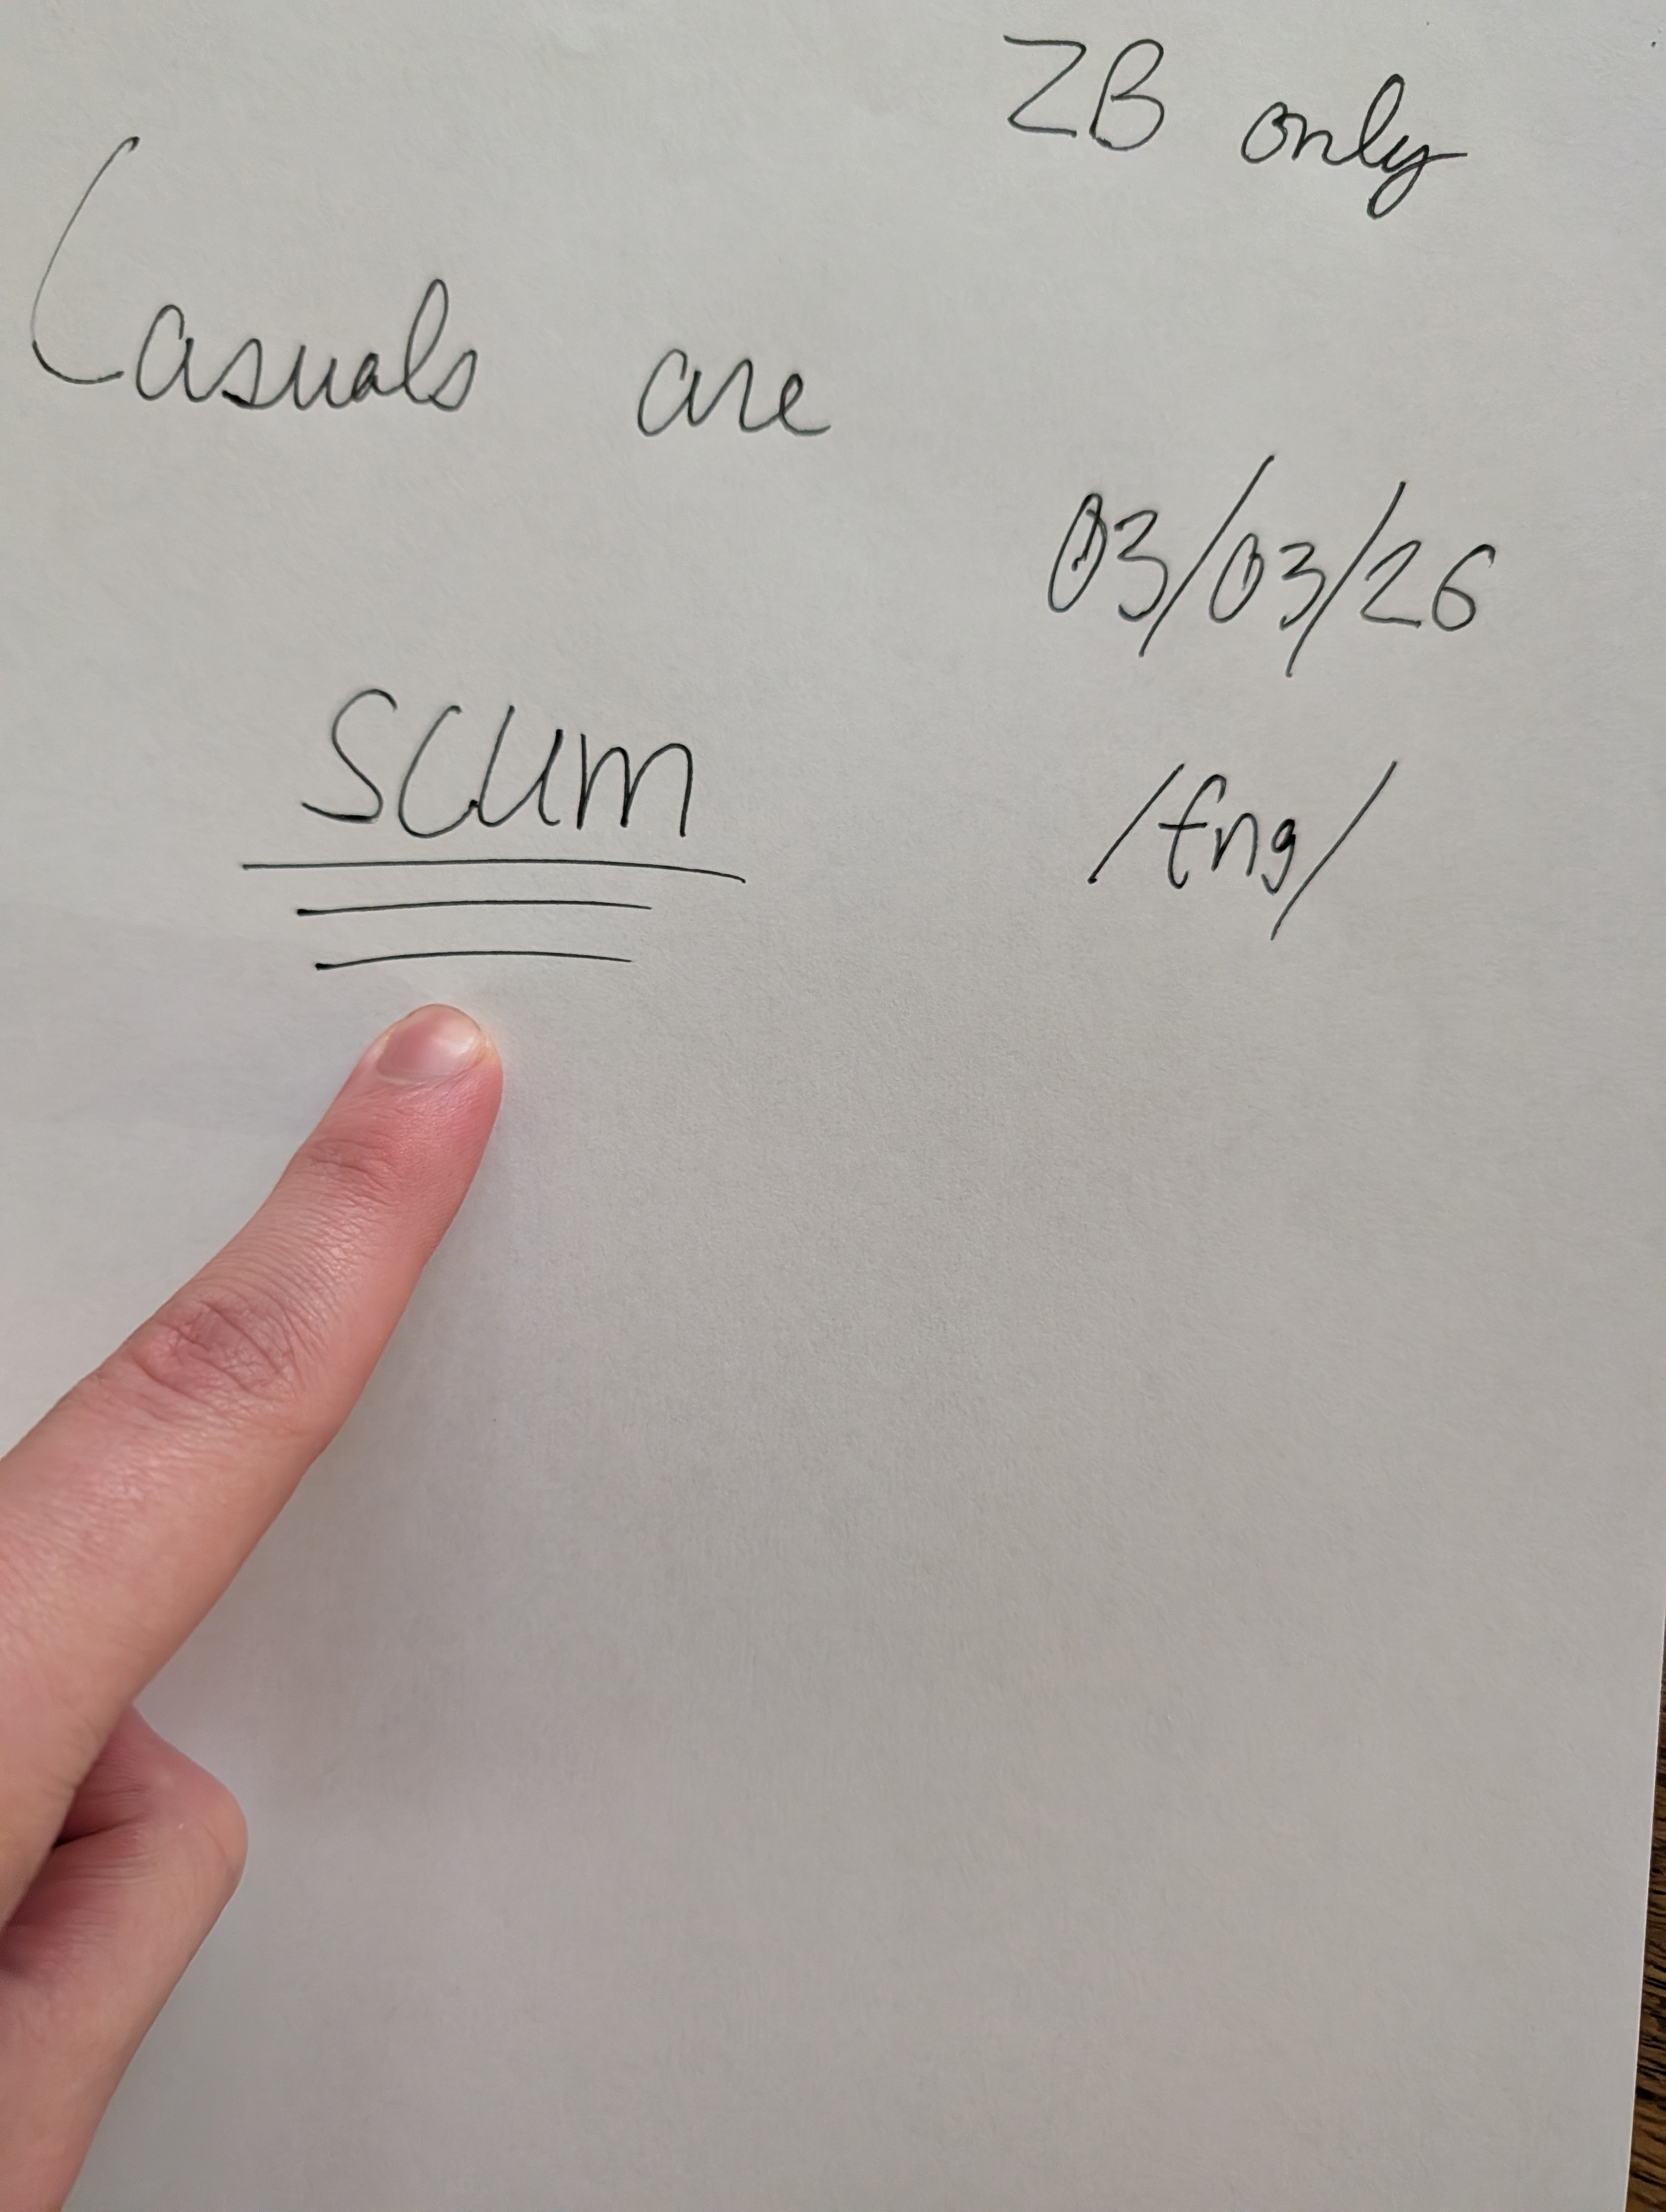 ZB only
Casuals are
03/03/26
scum
/fng/